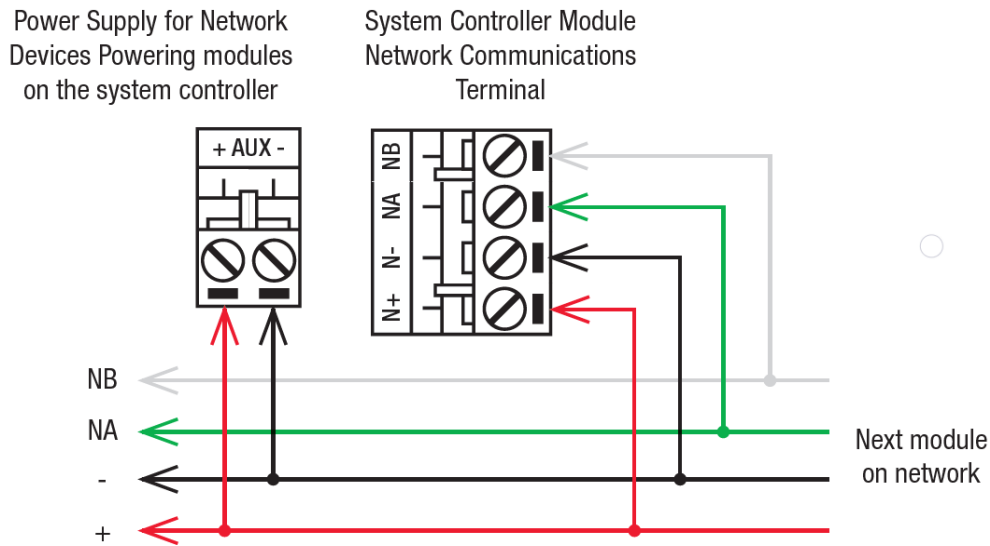 Power Supply for Network
Devices Powering modules
on the system controller
System Controller Module
Network Communications
Terminal
+ AUX -
NB
NA
N-
N+
NB
NA
-
+
Next module
on network